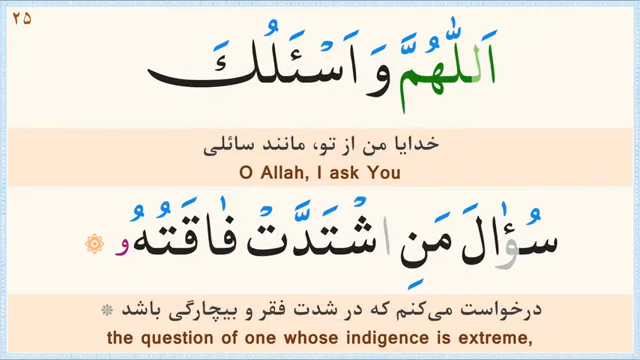 ۲۵
اَللّٰهُمَّ وَ اَسْئَلُكَ
خدایا من از تو، مانند سائلی
O Allah, I ask You
سُؤٰالَ مَنِ اشْتَدَّتْ فٰاقَتُهُ و ۞
درخواست می‌کنم که در شدت فقر و بیچارگی باشد ۞
the question of one whose indigence is extreme,